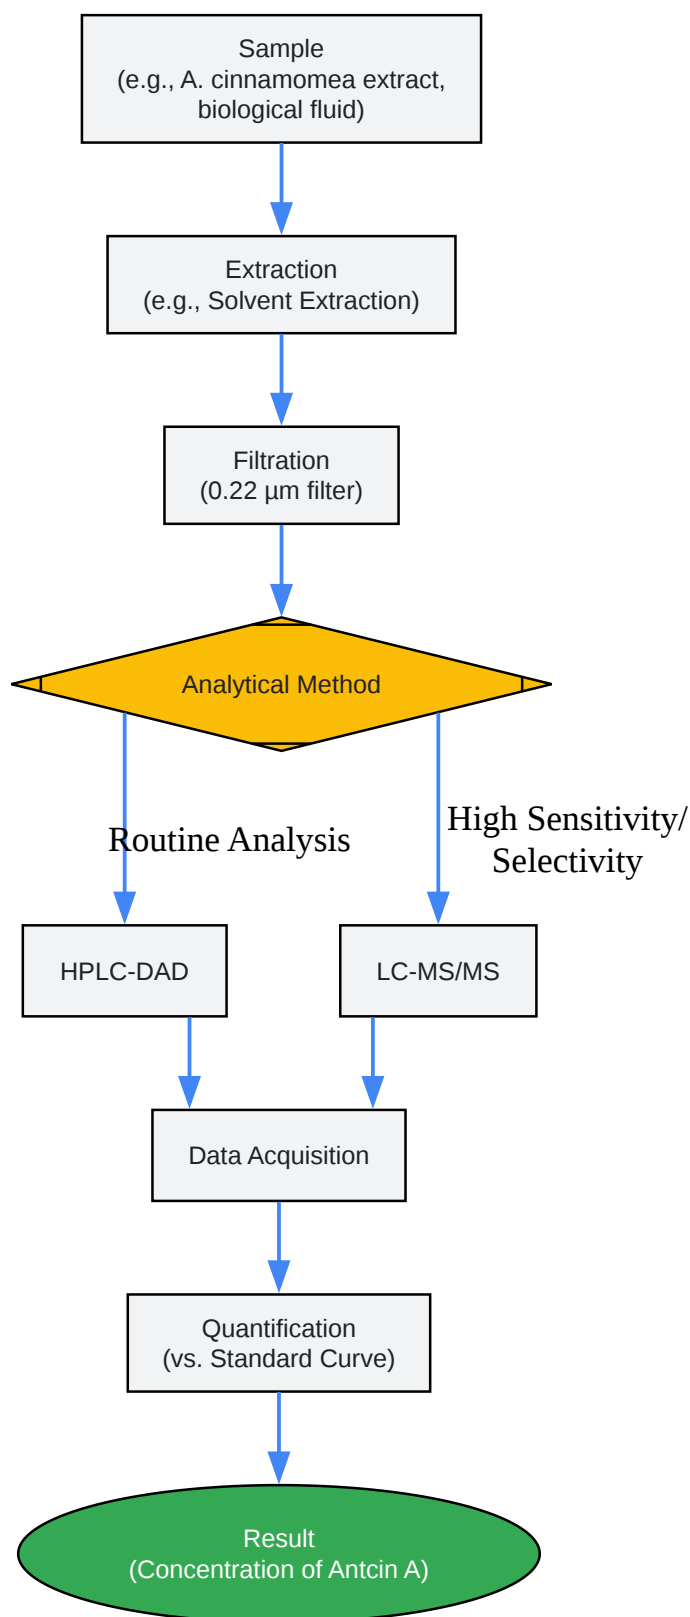 Sample
(e.g., A. cinnamomea extract,
biological fluid)
Extraction
(e.g., Solvent Extraction)
Filtration
(0.22 µm filter)
Analytical Method
Routine Analysis
High Sensitivity/
Selectivity
HPLC-DAD
LC-MS/MS
Data Acquisition
Quantification
(vs. Standard Curve)
Result
(Concentration of Antcin A)